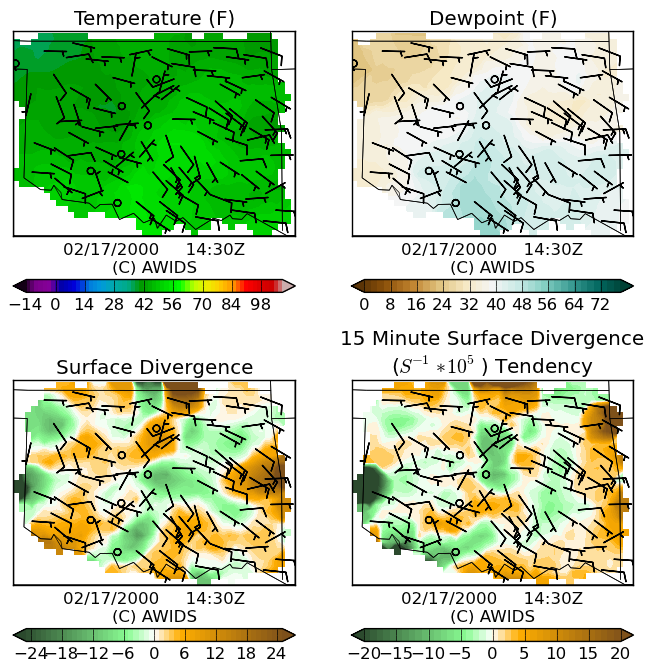 Temperature (F)
Dewpoint (F)
02/17/2000 14:30Z
(C) AWIDS
02/17/2000 14:30Z
(C) AWIDS
−14 0 14 28 42 56 70 84 98
0 8 16 24 32 40 48 56 64 72
Surface Divergence
15 Minute Surface Divergence
(S⁻¹ *10⁵ ) Tendency
02/17/2000 14:30Z
(C) AWIDS
02/17/2000 14:30Z
(C) AWIDS
−24 −18 −12 −6 0 6 12 18 24
−20 −15 −10 −5 0 5 10 15 20